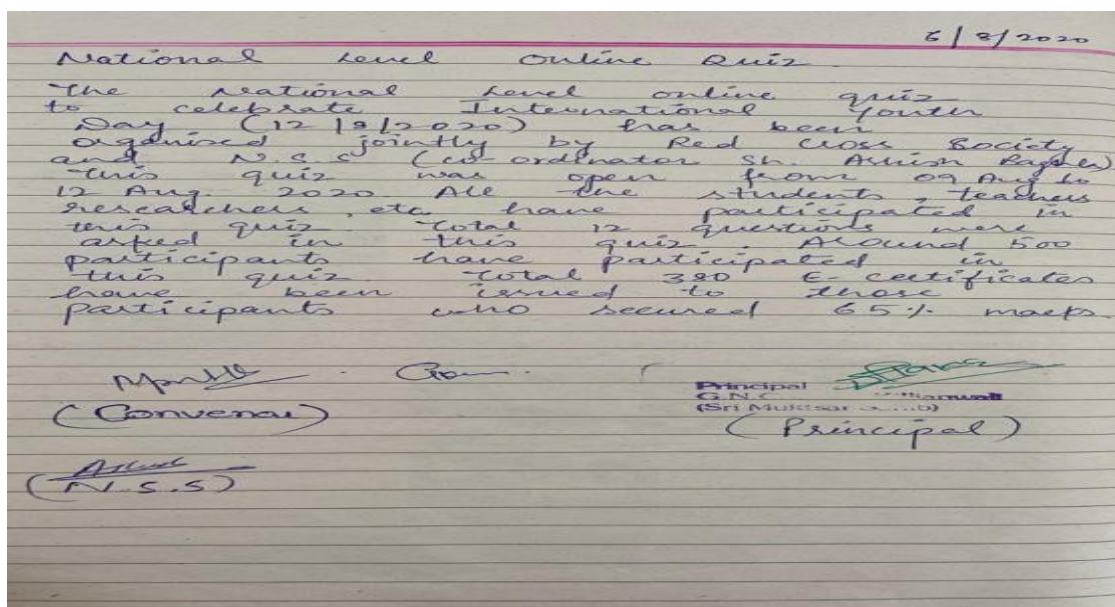 6/8/2020
National Level Online Quiz.
The National Level online quiz
to celebrate International Youth
Day (12/8/2020) has been
organised jointly by Red Cross Society
and N.S.S (co-ordinator Sh. Ashish
this quiz was open from 09 Aug to
12 Aug. 2020 All the students, teachers
researchers, etc have participated in
this quiz. Total 12 questions were
asked in this quiz. Around 500
participants have participated in
this quiz. Total 380 E-certificates
have been issued to those
participants who secured 65% marks.
Principal
G.N.C
(Sri Muktsar
(Convenor)
(Principal)
(N.S.S)